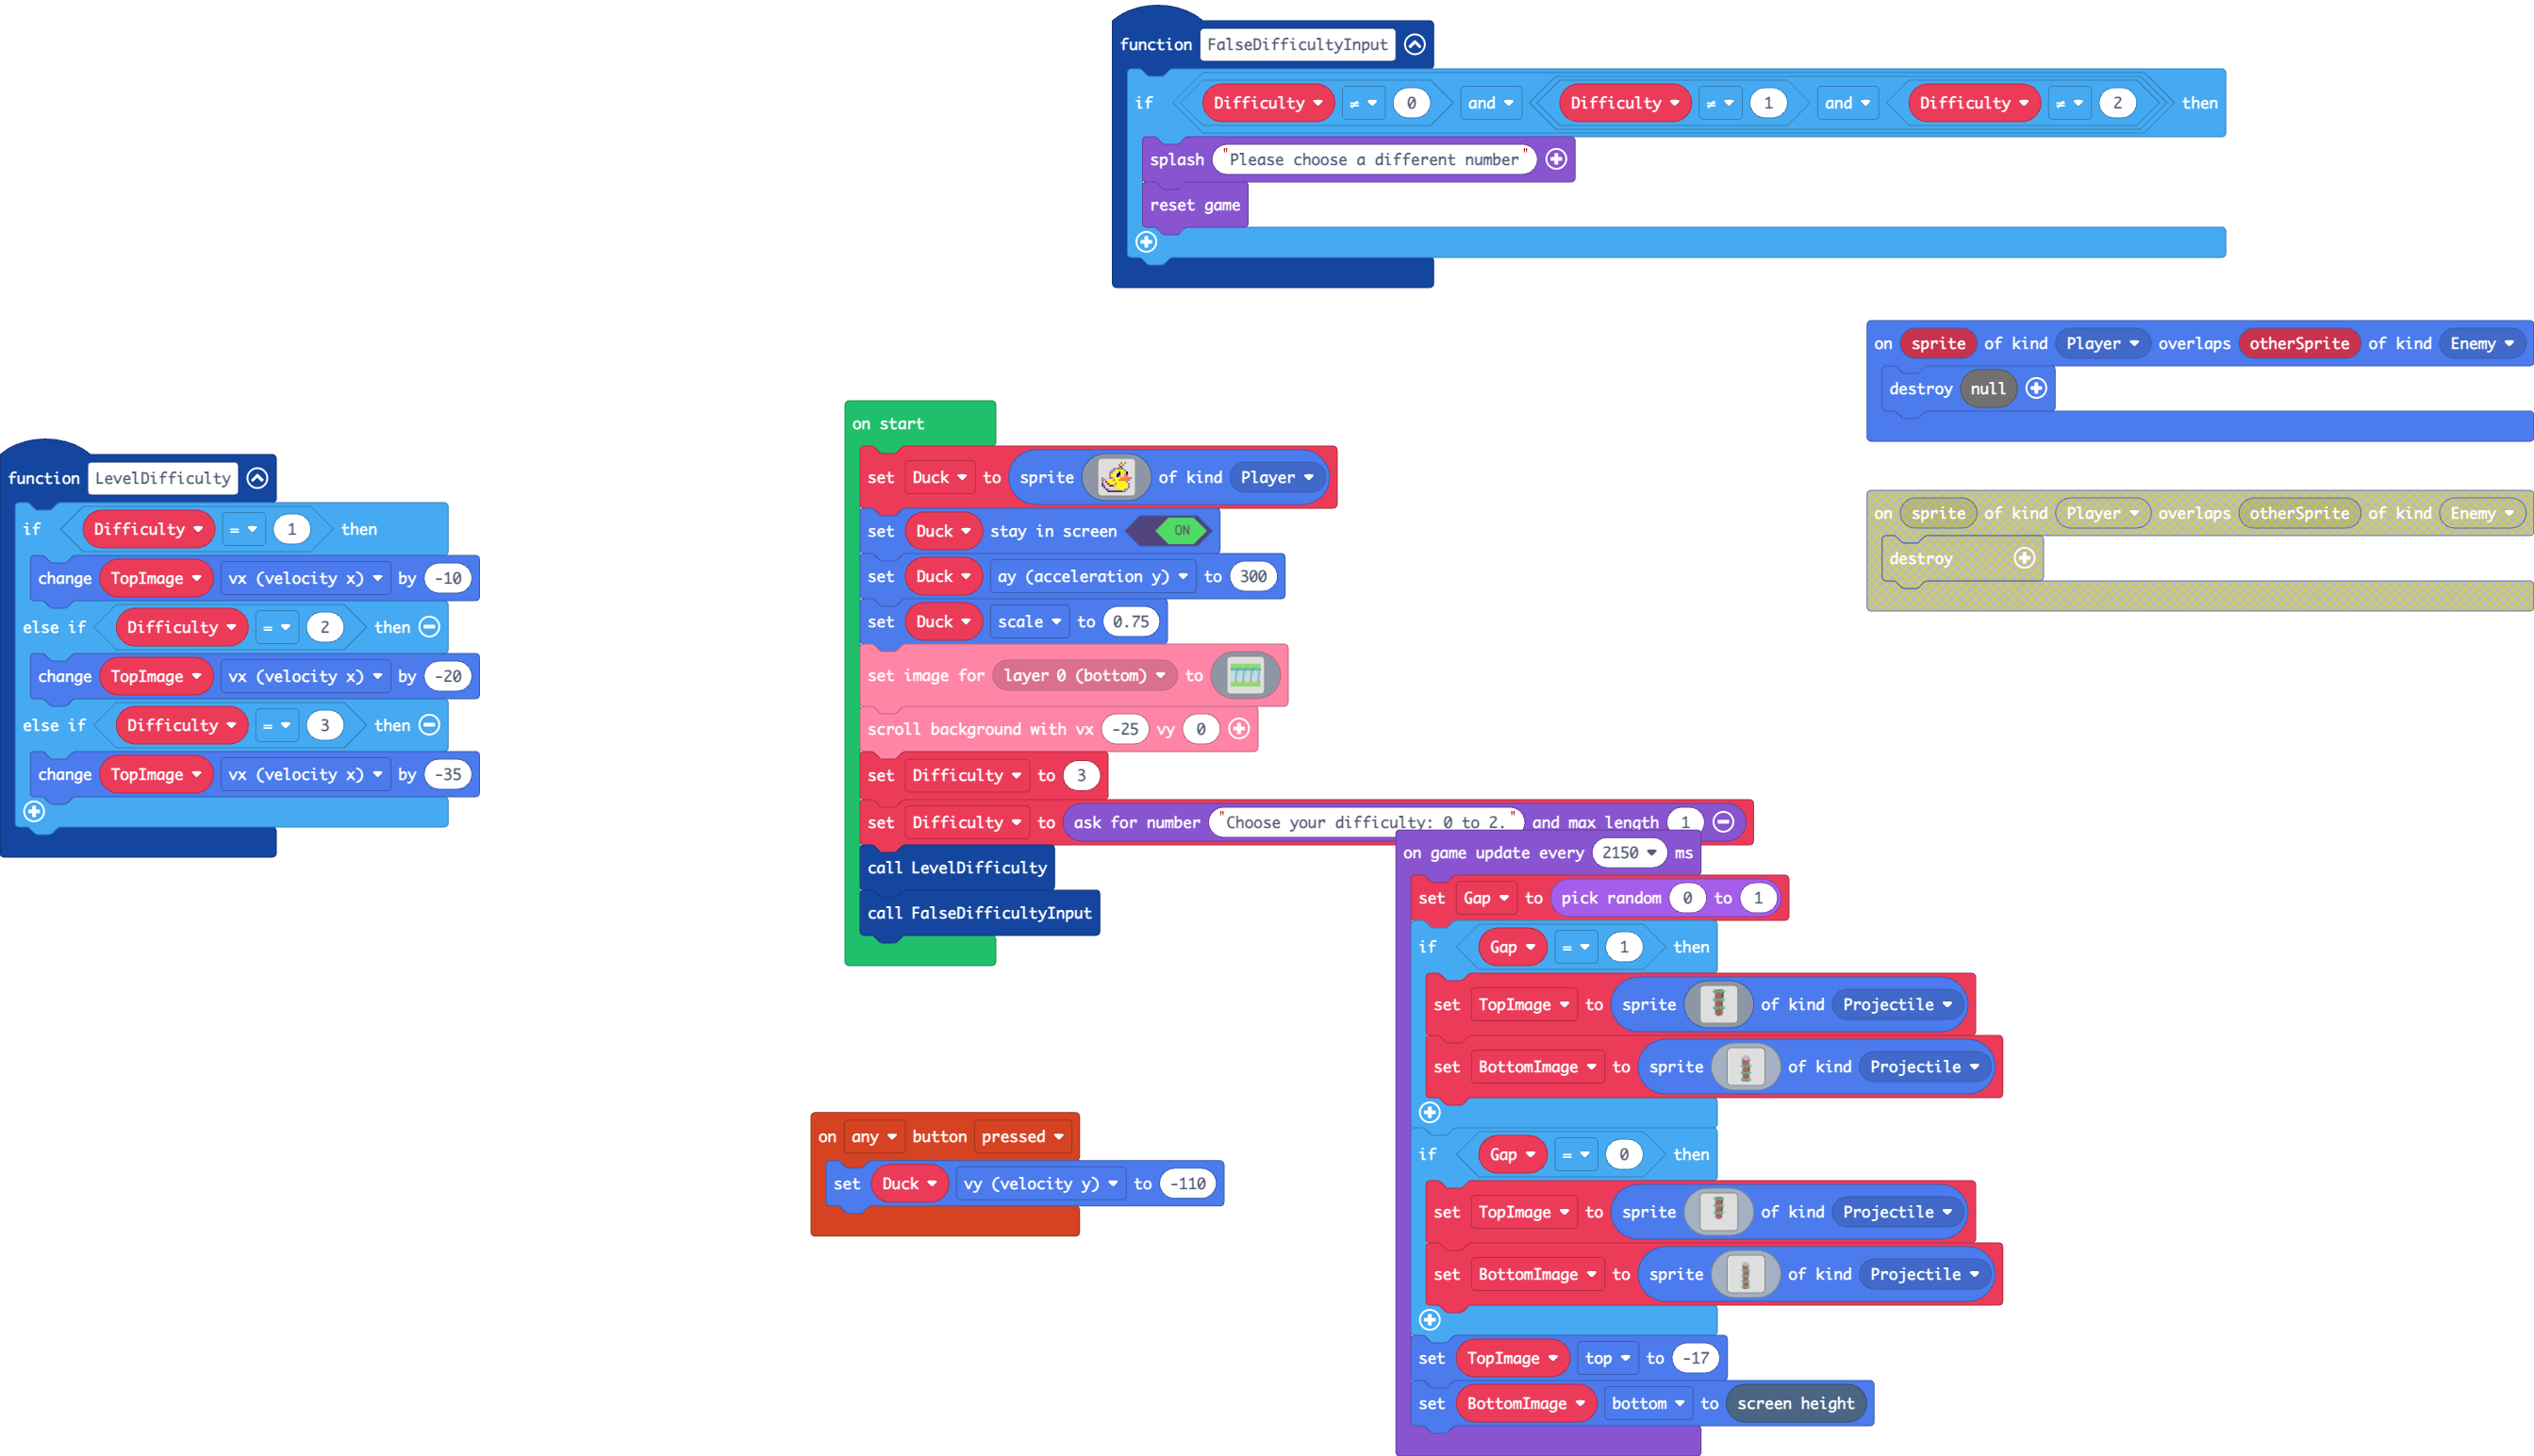 function FalseDifficultyInput
if Difficulty ≠ 0 and Difficulty ≠ 1 and Difficulty ≠ 2 then
splash "Please choose a different number"
reset game
on sprite of kind Player overlaps otherSprite of kind Enemy
destroy null
on sprite of kind Player overlaps otherSprite of kind Enemy
destroy
function LevelDifficulty
if Difficulty = 1 then
change TopImage vx (velocity x) by -10
else if Difficulty = 2 then
change TopImage vx (velocity x) by -20
else if Difficulty = 3 then
change TopImage vx (velocity x) by -35
on start
set Duck to sprite of kind Player
set Duck stay in screen ON
set Duck ay (acceleration y) to 300
set Duck scale to 0.75
set image for layer 0 (bottom) to
scroll background with vx -25 vy 0
set Difficulty to 3
set Difficulty to ask for number "Choose your difficulty: 0 to 2." and max length 1
call LevelDifficulty
call FalseDifficultyInput
on any button pressed
set Duck vy (velocity y) to -110
on game update every 2150 ms
set Gap to pick random 0 to 1
if Gap = 1 then
set TopImage to sprite of kind Projectile
set BottomImage to sprite of kind Projectile
if Gap = 0 then
set TopImage to sprite of kind Projectile
set BottomImage to sprite of kind Projectile
set TopImage top to -17
set BottomImage bottom to screen height